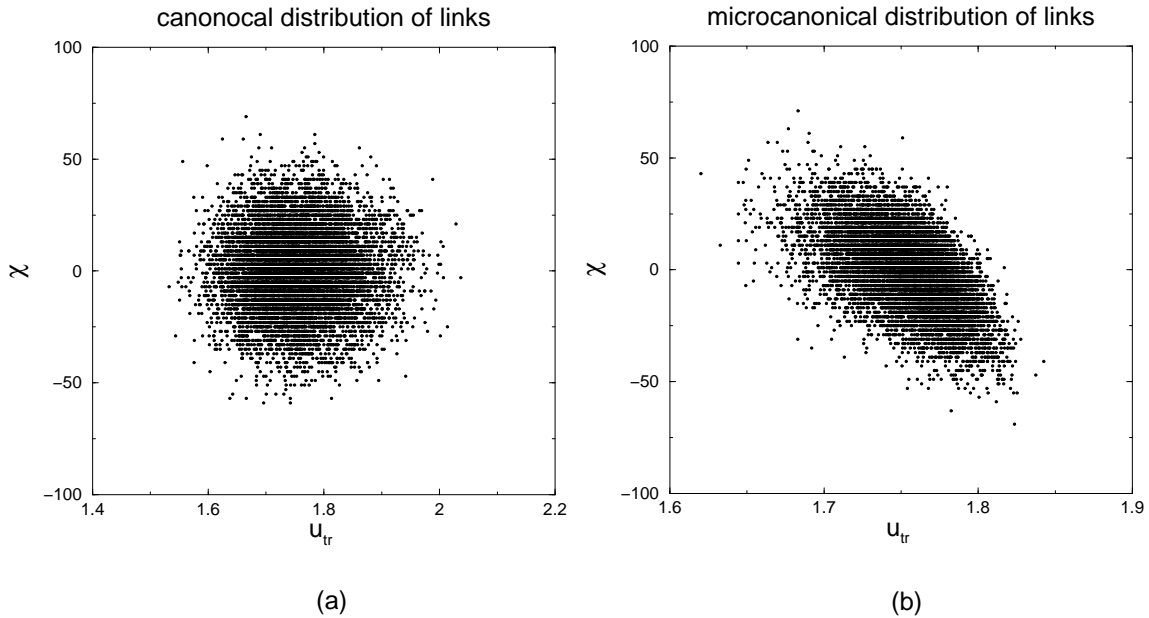 canonocal distribution of links
100
50
0
−50
−100
χ
1.4
1.6
1.8
2
2.2
u_tr
(a)
microcanonical distribution of links
100
50
0
−50
−100
χ
1.6
1.7
1.8
1.9
u_tr
(b)